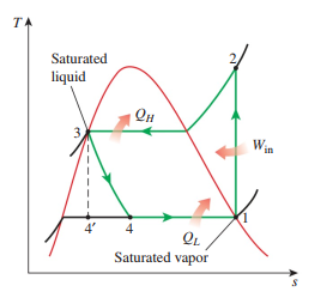 T
Saturated
liquid
2
Q_H
3
W_in
4'
4
1
Q_L
Saturated vapor
s